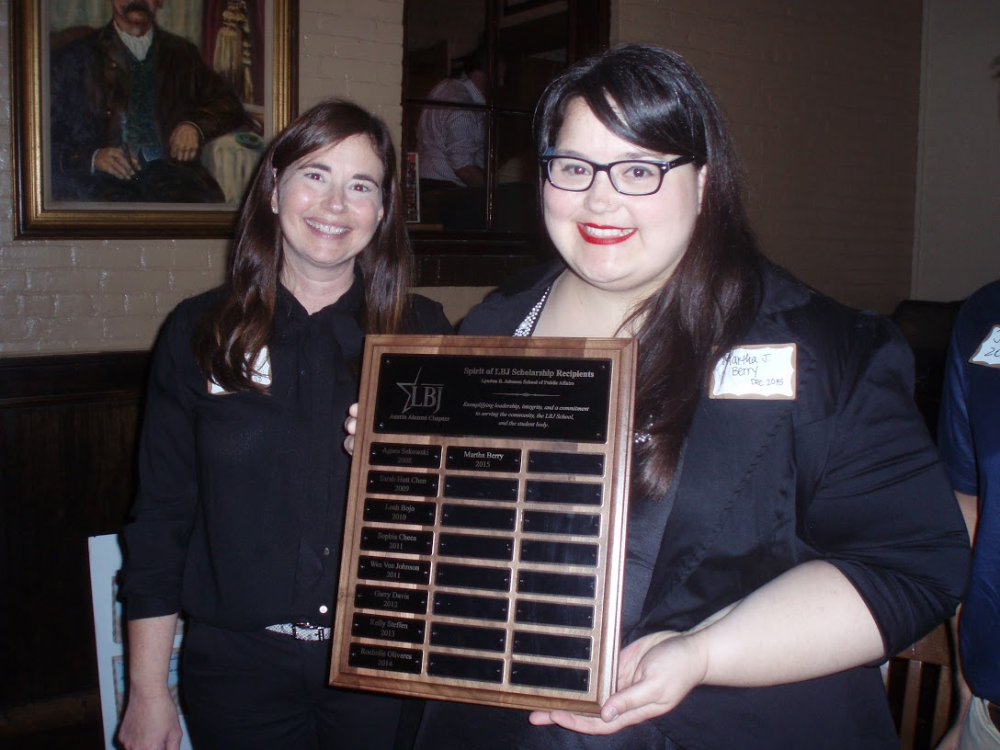 Spirit of LBJ Scholarship Recipients
Lyndon B. Johnson School of Public Affairs
LBJ
Austin Alumni Chapter
Exemplifying leadership, integrity, and a commitment
to serving the community, the LBJ School,
and the student body.
Agnes Sekowski
2008
Sarah Hutt Chen
2009
Leah Bojo
2010
Sophia Checa
2011
Wes Ven Johnson
2011
Garry Davis
2012
Kelly Steffen
2013
Rochelle Olivares
2014
Martha Berry
2015
Martha J.
Berry
Dec 2015